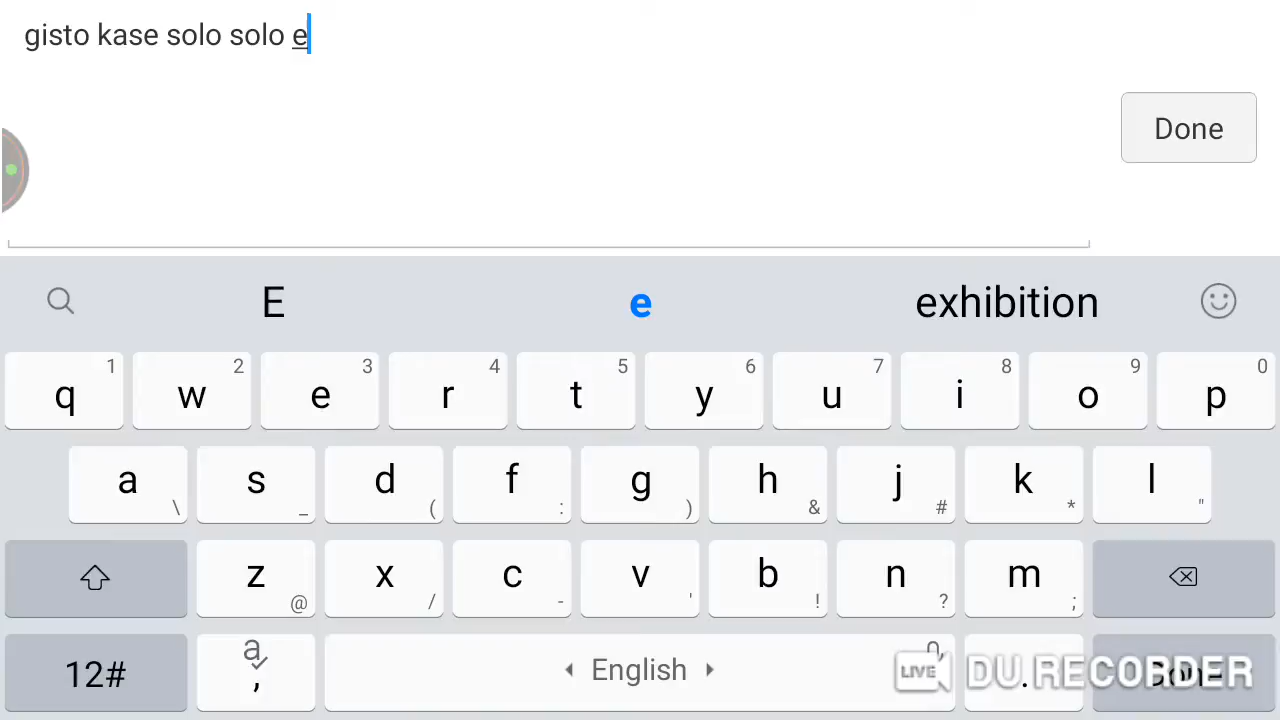 gisto kase solo solo e
Done
E e exhibition
1 2 3 4 5 6 7 8 9 0
q w e r t y u i o p
a s d f g h j k l
\ _ ( : ) & # * "
z x c v b n m
@ / - ' ! ? ;
12# , English .
LIVE DU RECORDER